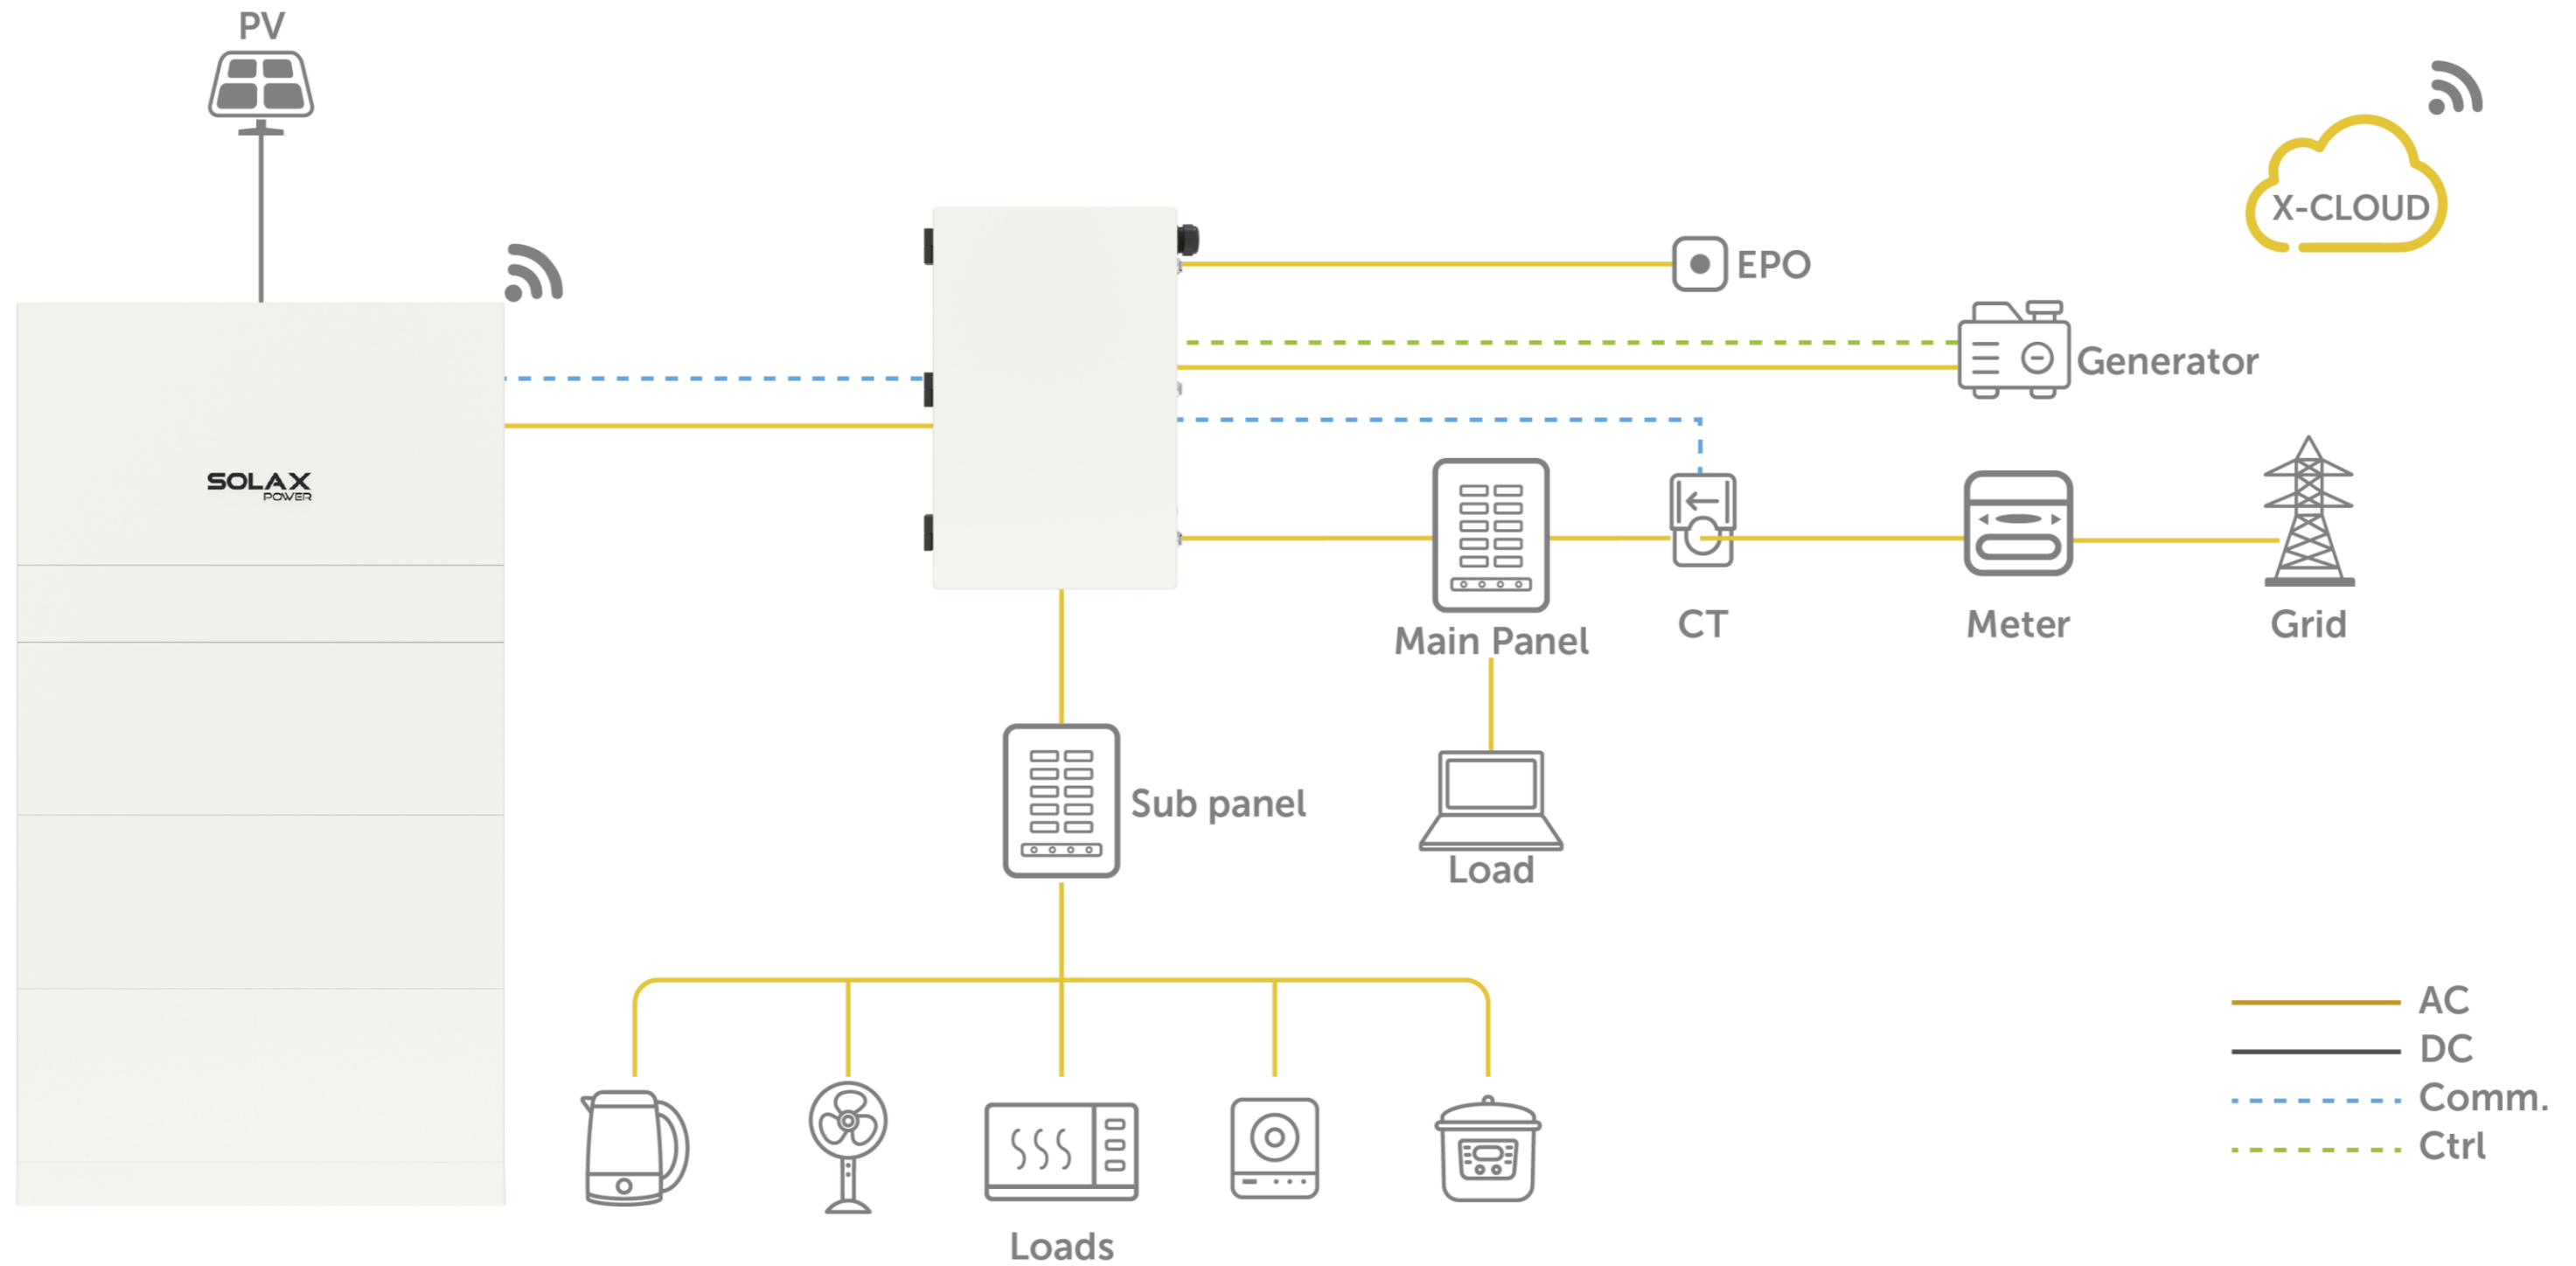 PV
X-CLOUD
EPO
Generator
SOLAX
POWER
Main Panel
CT
Meter
Grid
Sub panel
Load
AC
DC
Comm.
Ctrl
Loads